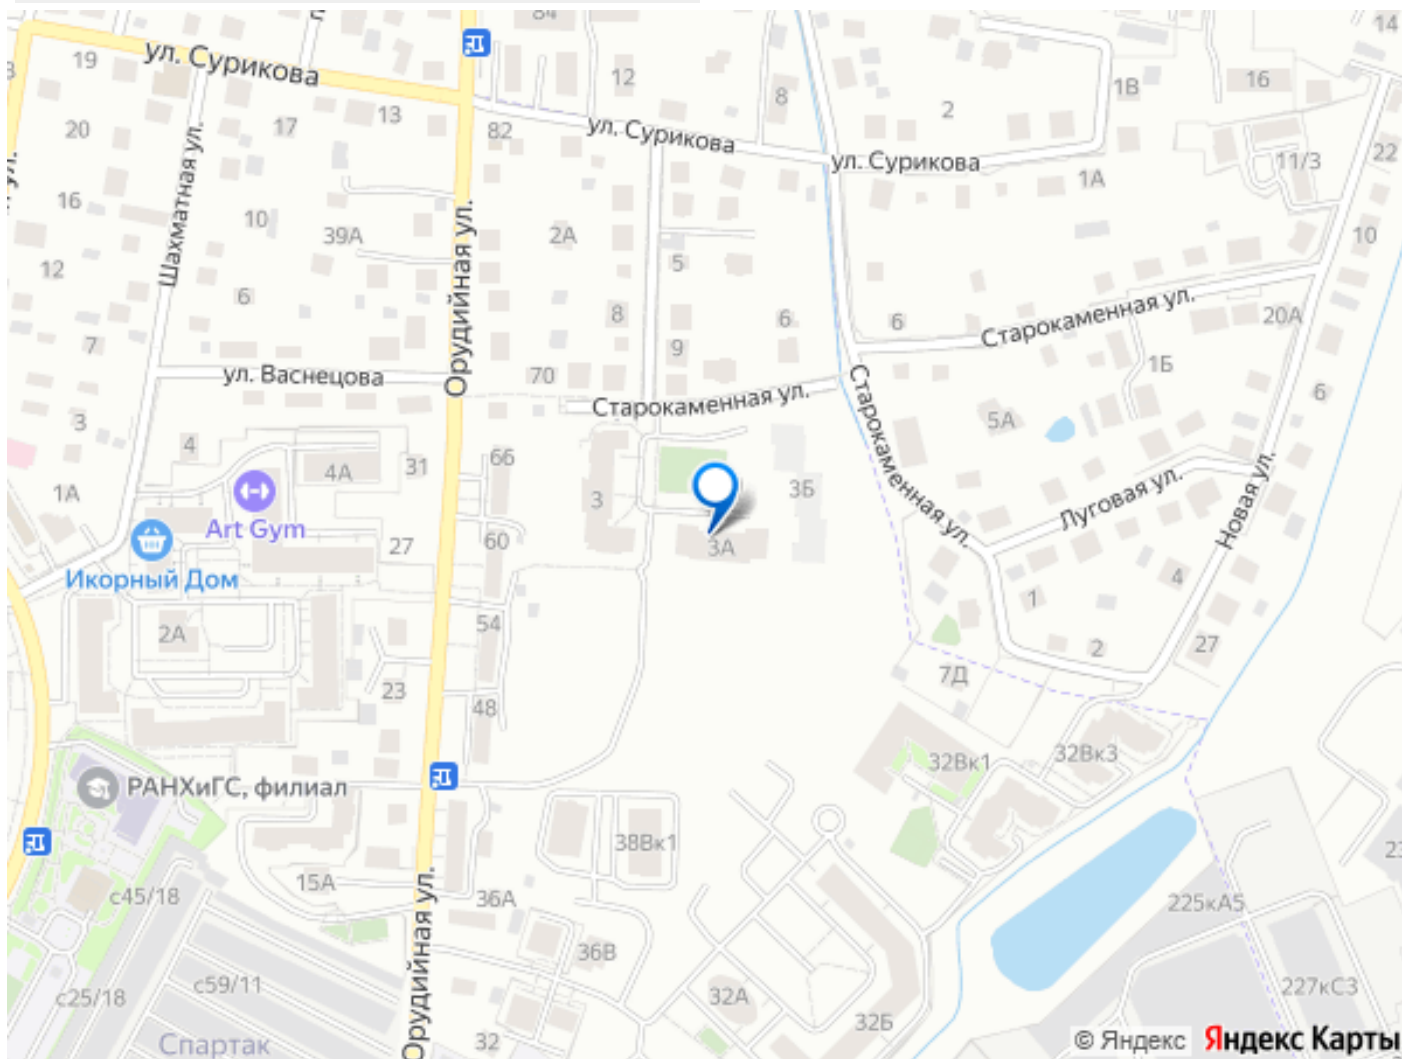 84
14
ул. Сурикова
19
12
8
2
1В
16
20
17
13
82
ул. Сурикова
ул. Сурикова
11/3
22
Шахматная ул.
16
10
39А
2А
1А
10
12
5
6
8
6
6
Старокаменная ул.
20А
7
9
1Б
ул. Васнецова
70
Старокаменная ул.
6
Орудийная ул.
3
4
5А
Старокаменная ул.
1А
4А
31
66
3
3Б
Луговая ул.
Новая ул.
Art Gym
27
60
3А
Икорный Дом
4
1
2А
54
2
27
23
7Д
48
32Вк1
32Вк3
РАНХиГС, филиал
38Вк1
15А
с45/18
36А
225кА5
36В
с59/11
с25/18
32А
227кС3
Орудийная ул.
32
32Б
Спартак
© Яндекс
Яндекс Карты